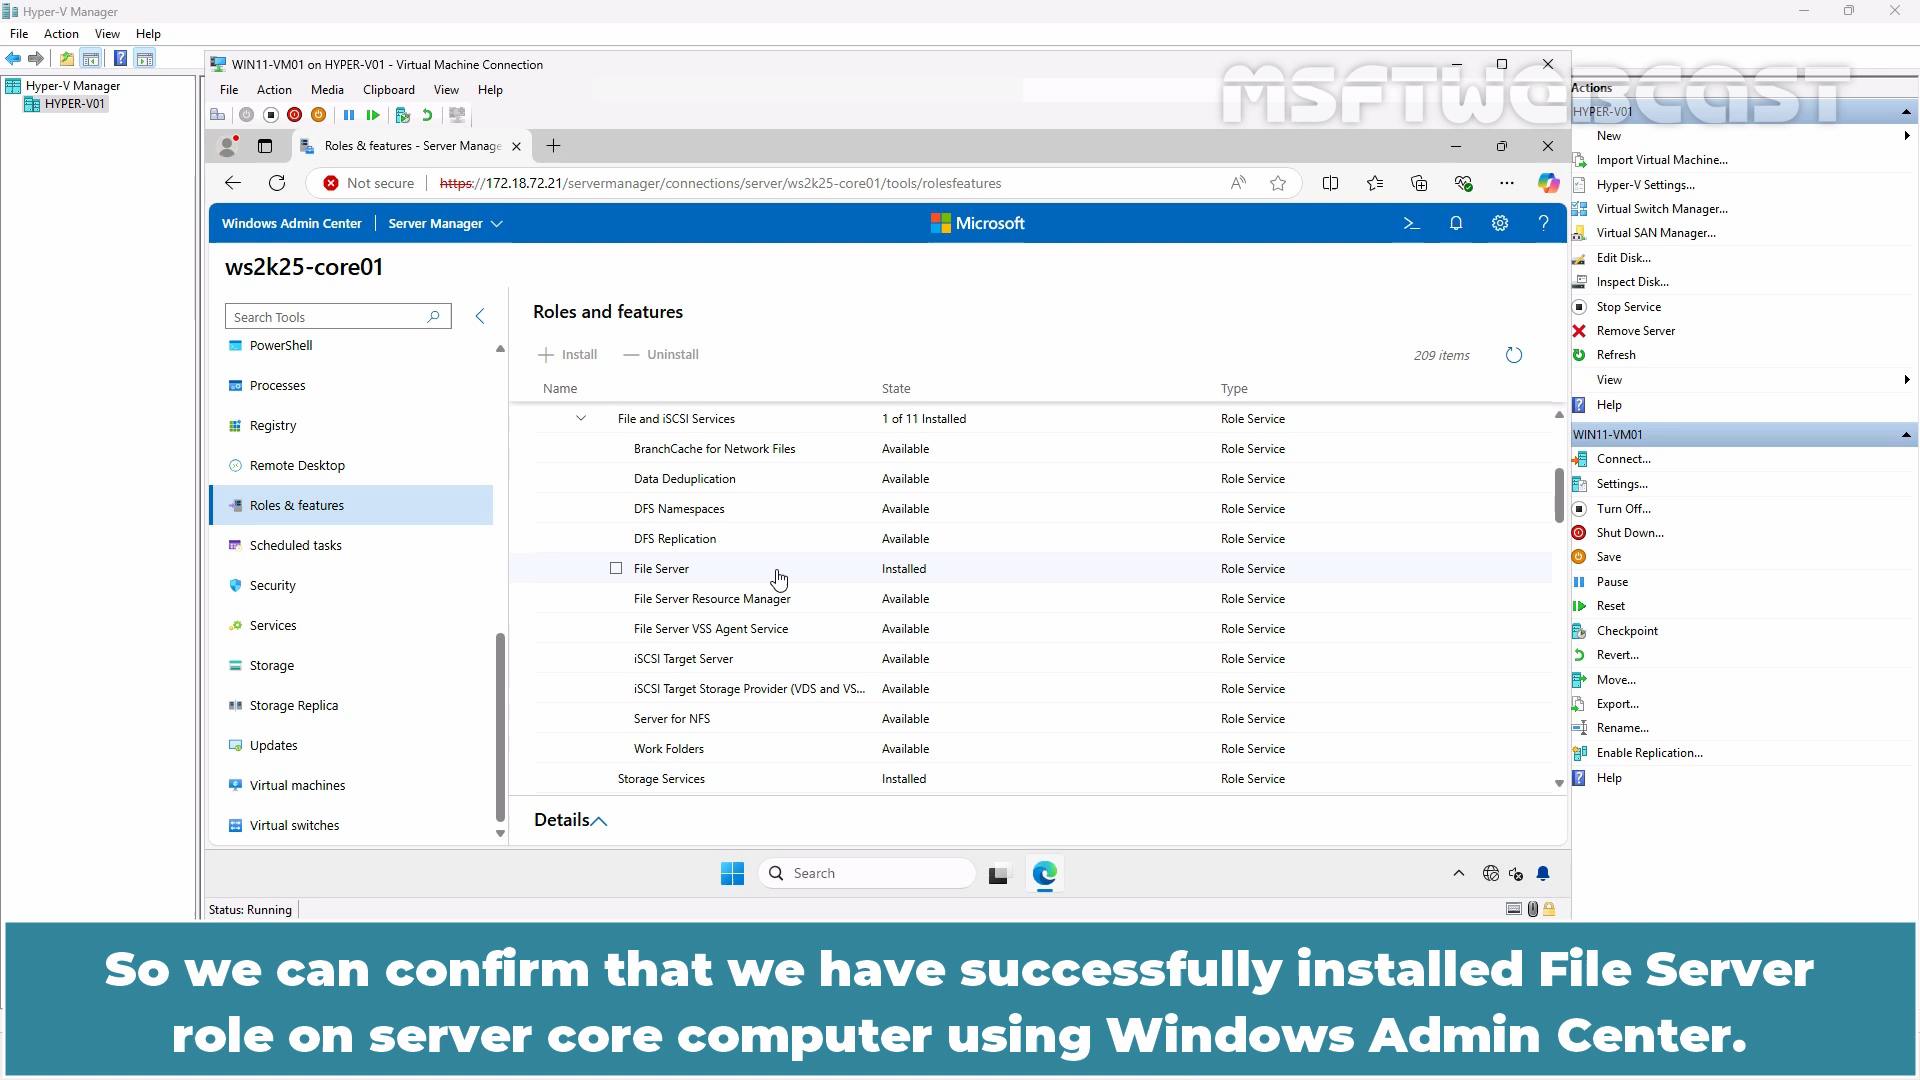 Hyper-V Manager
File Action View Help
Hyper-V Manager
HYPER-V01
WIN11-VM01 on HYPER-V01 - Virtual Machine Connection
File Action Media Clipboard View Help
MSFTWEBCAST
Roles & features - Server Manage
Not secure https://172.18.72.21/servermanager/connections/server/ws2k25-core01/tools/rolesfeatures
Windows Admin Center Server Manager Microsoft
ws2k25-core01
Search Tools
PowerShell
Processes
Registry
Remote Desktop
Roles & features
Scheduled tasks
Security
Services
Storage
Storage Replica
Updates
Virtual machines
Virtual switches
Roles and features
Install Uninstall 209 items
Name State Type
File and iSCSI Services 1 of 11 Installed Role Service
BranchCache for Network Files Available Role Service
Data Deduplication Available Role Service
DFS Namespaces Available Role Service
DFS Replication Available Role Service
File Server Installed Role Service
File Server Resource Manager Available Role Service
File Server VSS Agent Service Available Role Service
iSCSI Target Server Available Role Service
iSCSI Target Storage Provider (VDS and VS... Available Role Service
Server for NFS Available Role Service
Work Folders Available Role Service
Storage Services Installed Role Service
Details
Search
Status: Running
Actions
HYPER-V01
New
Import Virtual Machine...
Hyper-V Settings...
Virtual Switch Manager...
Virtual SAN Manager...
Edit Disk...
Inspect Disk...
Stop Service
Remove Server
Refresh
View
Help
WIN11-VM01
Connect...
Settings...
Turn Off...
Shut Down...
Save
Pause
Reset
Checkpoint
Revert...
Move...
Export...
Rename...
Enable Replication...
Help
So we can confirm that we have successfully installed File Server
role on server core computer using Windows Admin Center.